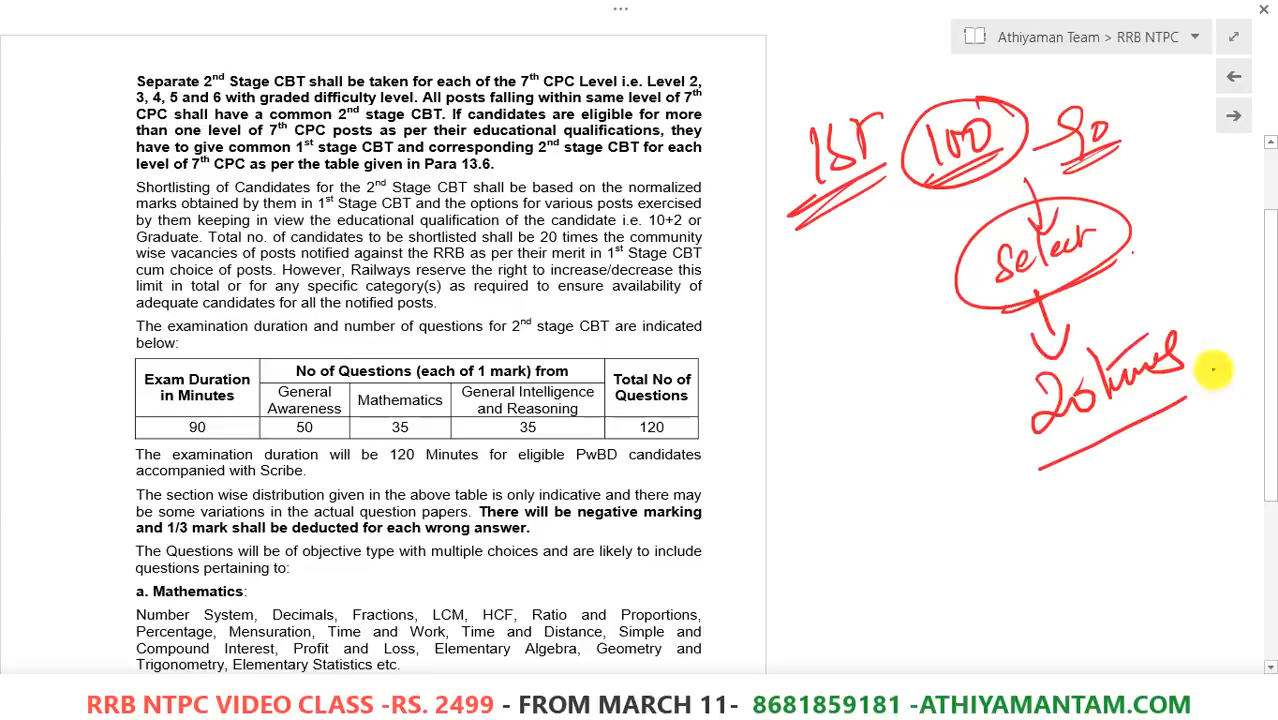 Athiyaman Team > RRB NTPC
Separate 2nd Stage CBT shall be taken for each of the 7th CPC Level i.e. Level 2,
3, 4, 5 and 6 with graded difficulty level. All posts falling within same level of 7th
CPC shall have a common 2nd stage CBT. If candidates are eligible for more
than one level of 7th CPC posts as per their educational qualifications, they
have to give common 1st stage CBT and corresponding 2nd stage CBT for each
level of 7th CPC as per the table given in Para 13.6.
Shortlisting of Candidates for the 2nd Stage CBT shall be based on the normalized
marks obtained by them in 1st Stage CBT and the options for various posts exercised
by them keeping in view the educational qualification of the candidate i.e. 10+2 or
Graduate. Total no. of candidates to be shortlisted shall be 20 times the community
wise vacancies of posts notified against the RRB as per their merit in 1st Stage CBT
cum choice of posts. However, Railways reserve the right to increase/decrease this
limit in total or for any specific category(s) as required to ensure availability of
adequate candidates for all the notified posts.
The examination duration and number of questions for 2nd stage CBT are indicated
below:
Exam Duration in Minutes
No of Questions (each of 1 mark) from
Total No of Questions
General Awareness
Mathematics
General Intelligence and Reasoning
90 50 35 35 120
The examination duration will be 120 Minutes for eligible PwBD candidates
accompanied with Scribe.
The section wise distribution given in the above table is only indicative and there may
be some variations in the actual question papers. There will be negative marking
and 1/3 mark shall be deducted for each wrong answer.
The Questions will be of objective type with multiple choices and are likely to include
questions pertaining to:
a. Mathematics:
Number System, Decimals, Fractions, LCM, HCF, Ratio and Proportions,
Percentage, Mensuration, Time and Work, Time and Distance, Simple and
Compound Interest, Profit and Loss, Elementary Algebra, Geometry and
Trigonometry, Elementary Statistics etc.
1st 100 - 90
Select
20 times
RRB NTPC VIDEO CLASS -RS. 2499 - FROM MARCH 11- 8681859181 -ATHIYAMANTAM.COM